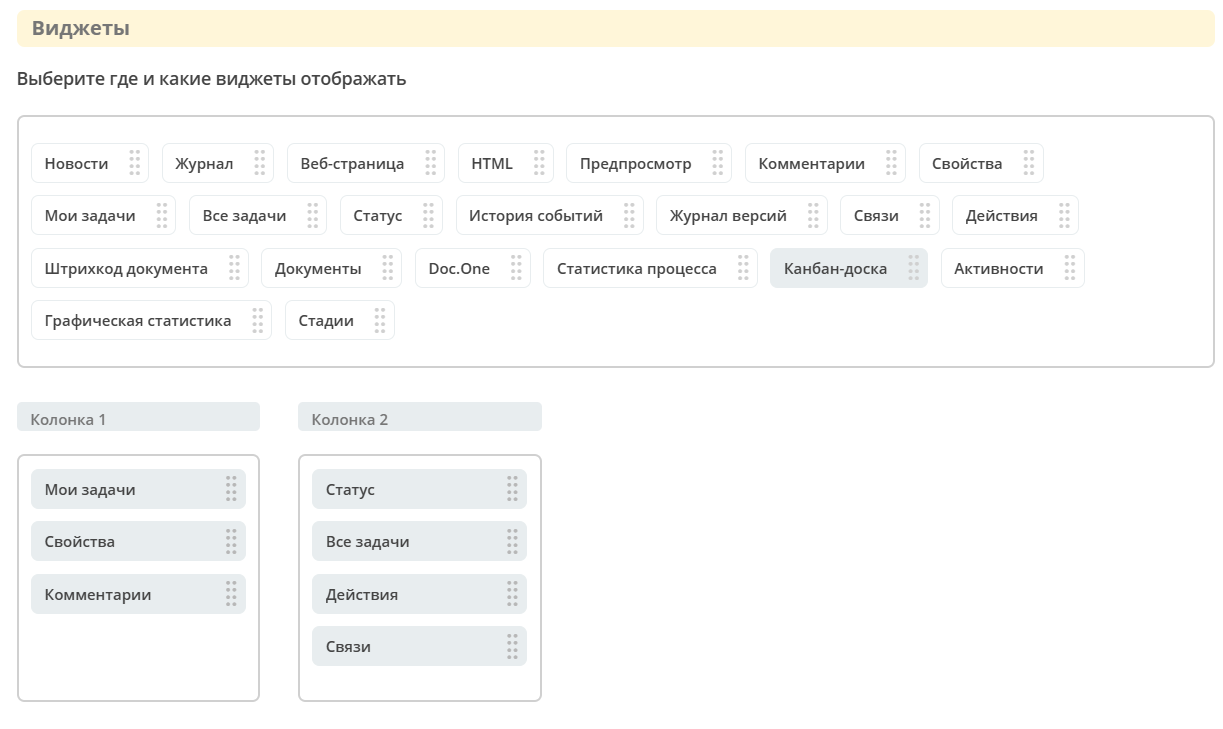 Виджеты
Выберите где и какие виджеты отображать
Новости Журнал Веб-страница HTML Предпросмотр Комментарии Свойства
Мои задачи Все задачи Статус История событий Журнал версий Связи Действия
Штрихкод документа Документы Doc.One Статистика процесса Канбан-доска Активности
Графическая статистика Стадии
Колонка 1
Мои задачи
Свойства
Комментарии
Колонка 2
Статус
Все задачи
Действия
Связи